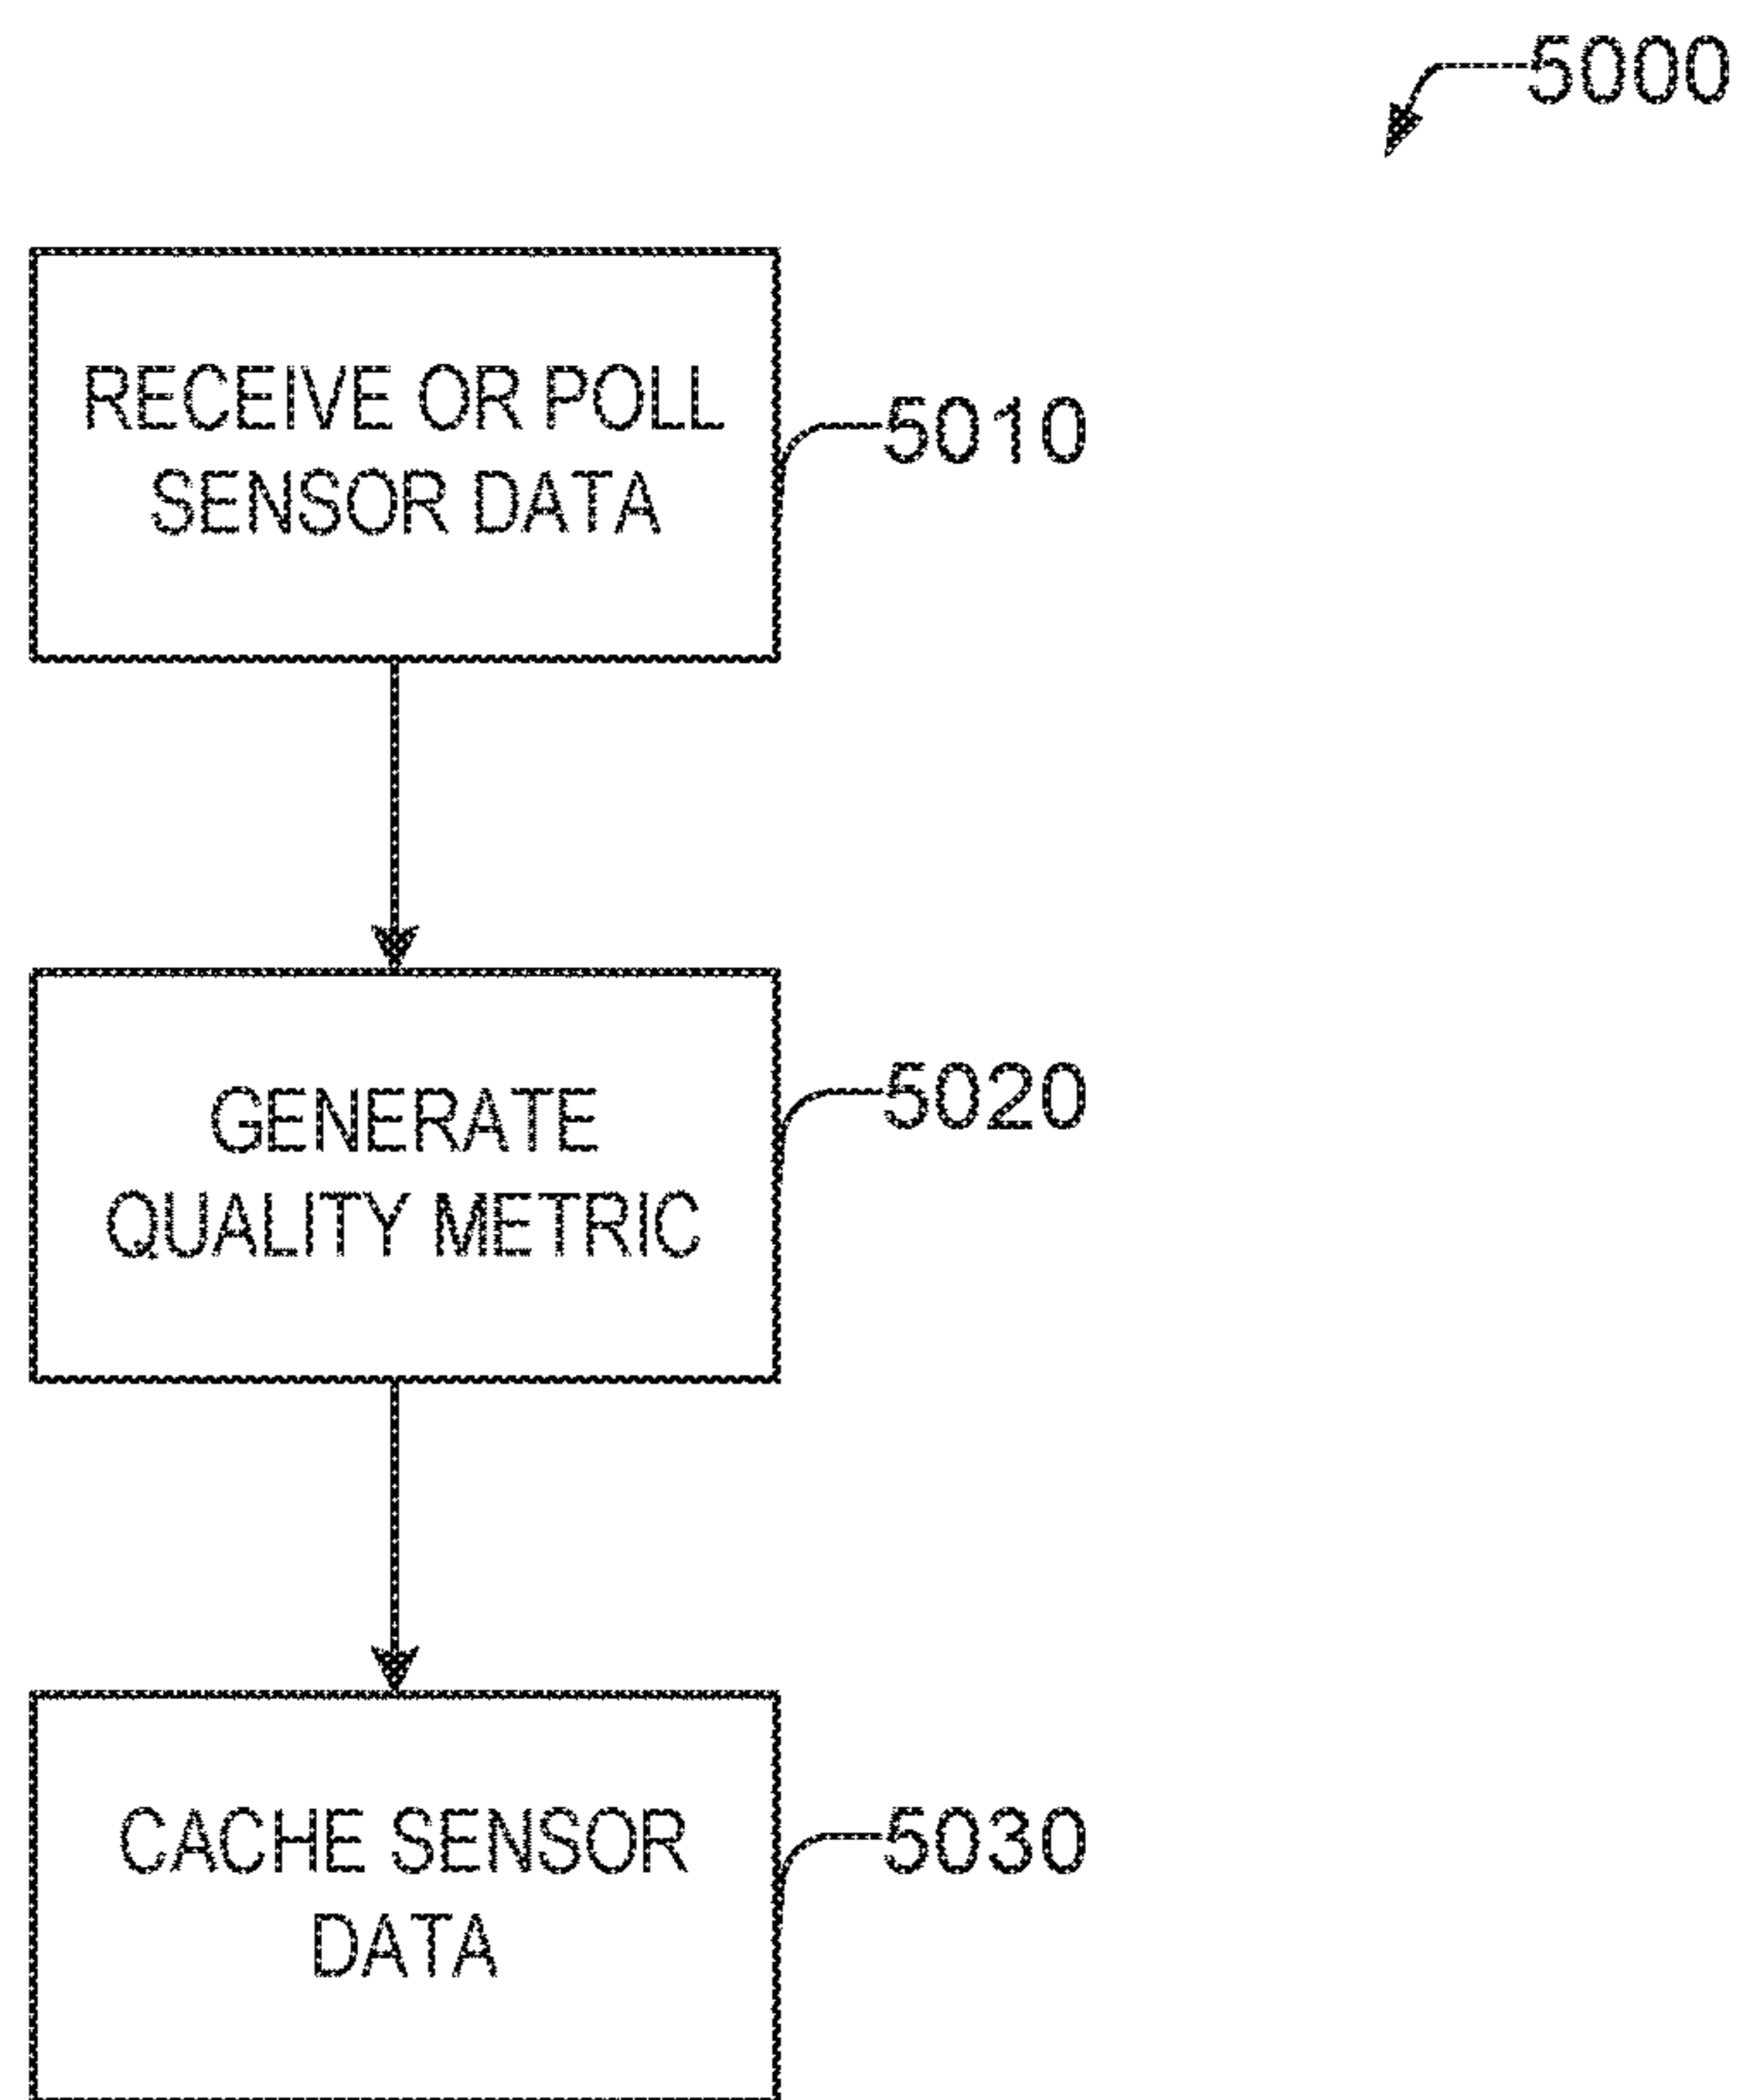 5000
RECEIVE OR POLL
SENSOR DATA
5010
GENERATE
QUALITY METRIC
5020
CACHE SENSOR
DATA
5030